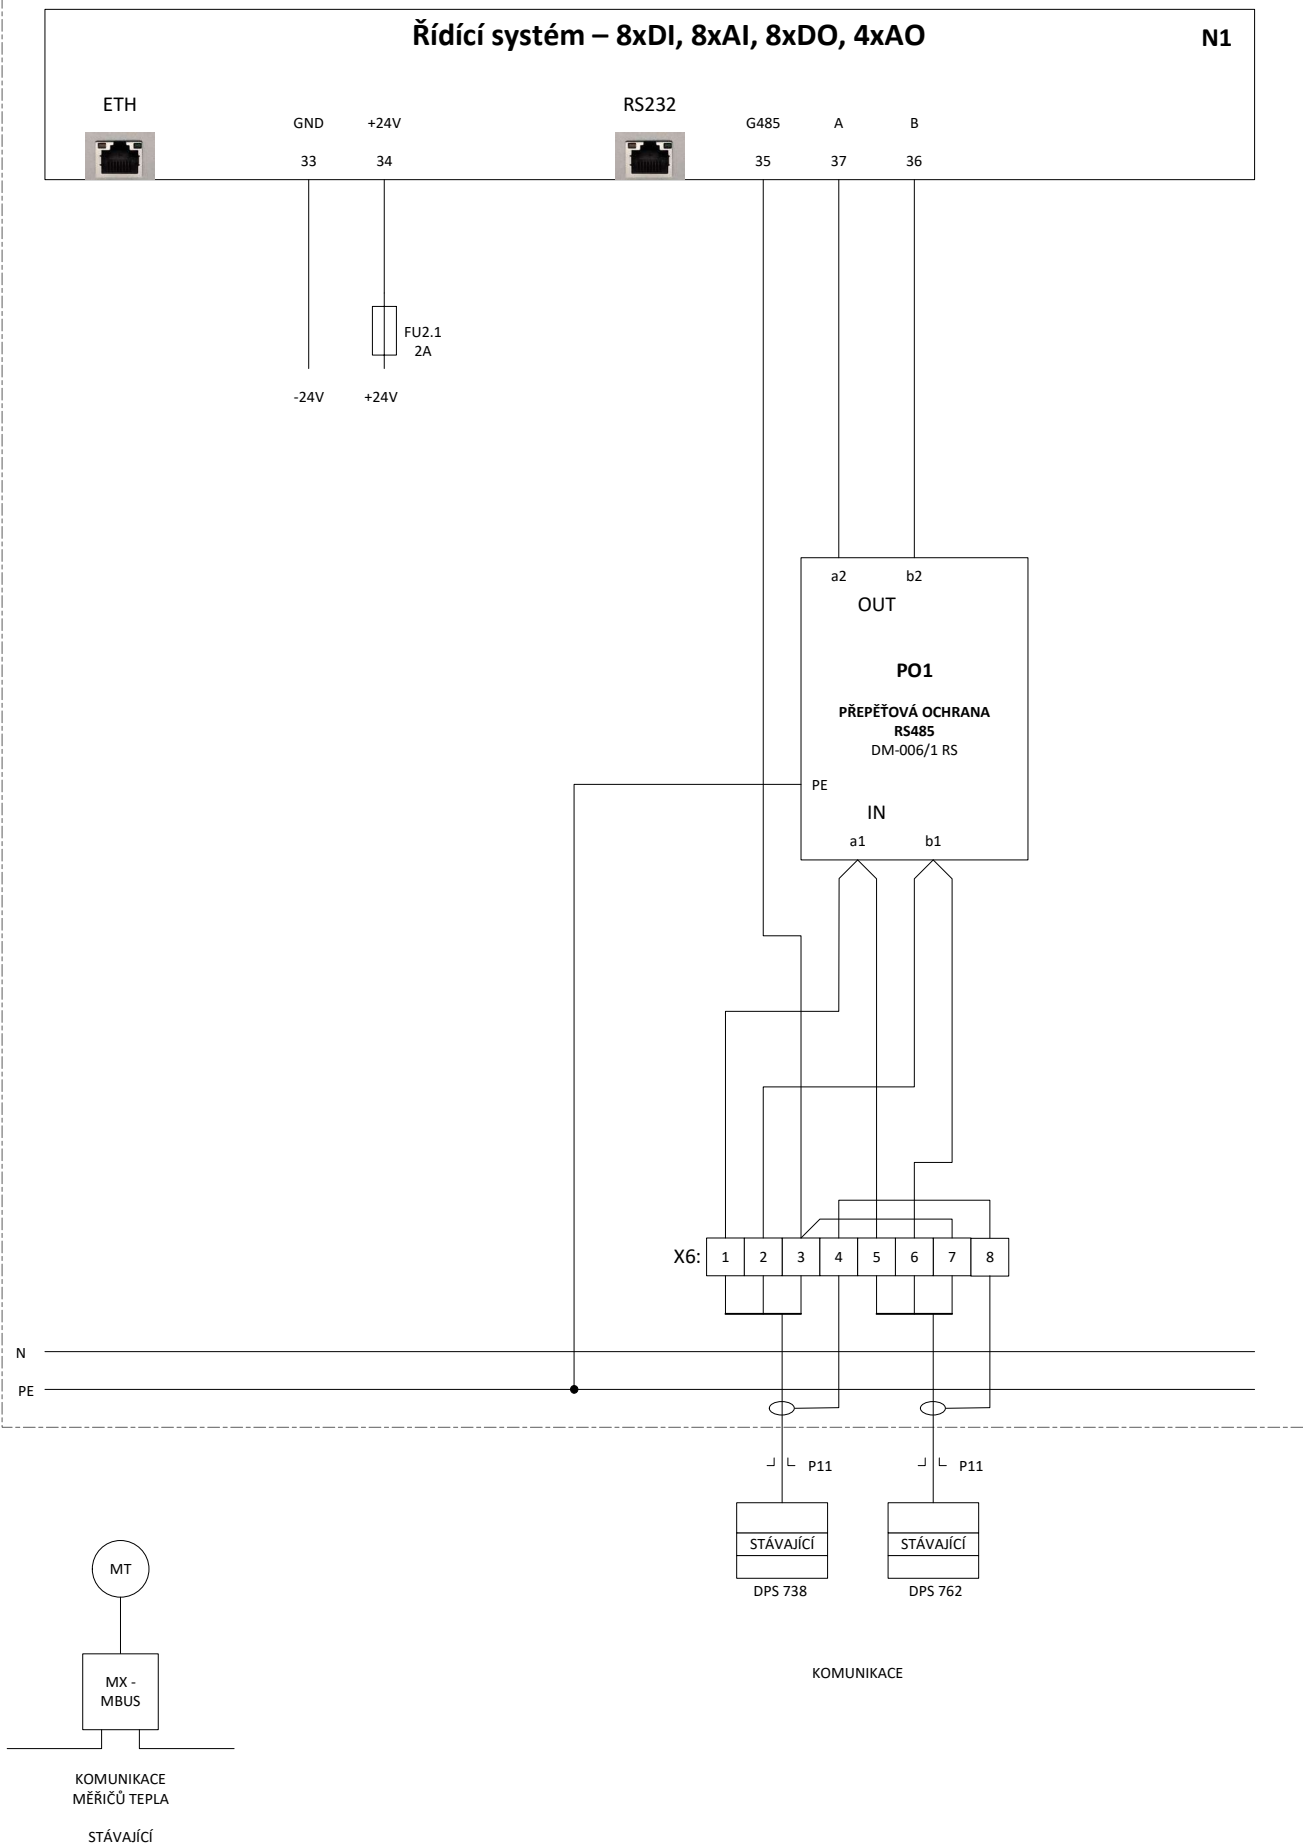 Řídící systém – 8xDI, 8xAI, 8xDO, 4xAO
N1
ETH
RS232
GND +24V
G485 A B
33 34
35 37 36
FU2.1
2A
-24V +24V
a2 b2
OUT
PO1
PŘEPĚŤOVÁ OCHRANA
RS485
DM-006/1 RS
PE
IN
a1 b1
X6: 1 2 3 4 5 6 7 8
N
PE
P11 P11
STÁVAJÍCÍ STÁVAJÍCÍ
DPS 738 DPS 762
KOMUNIKACE
MT
MX -
MBUS
KOMUNIKACE
MĚŘIČŮ TEPLA
STÁVAJÍCÍ